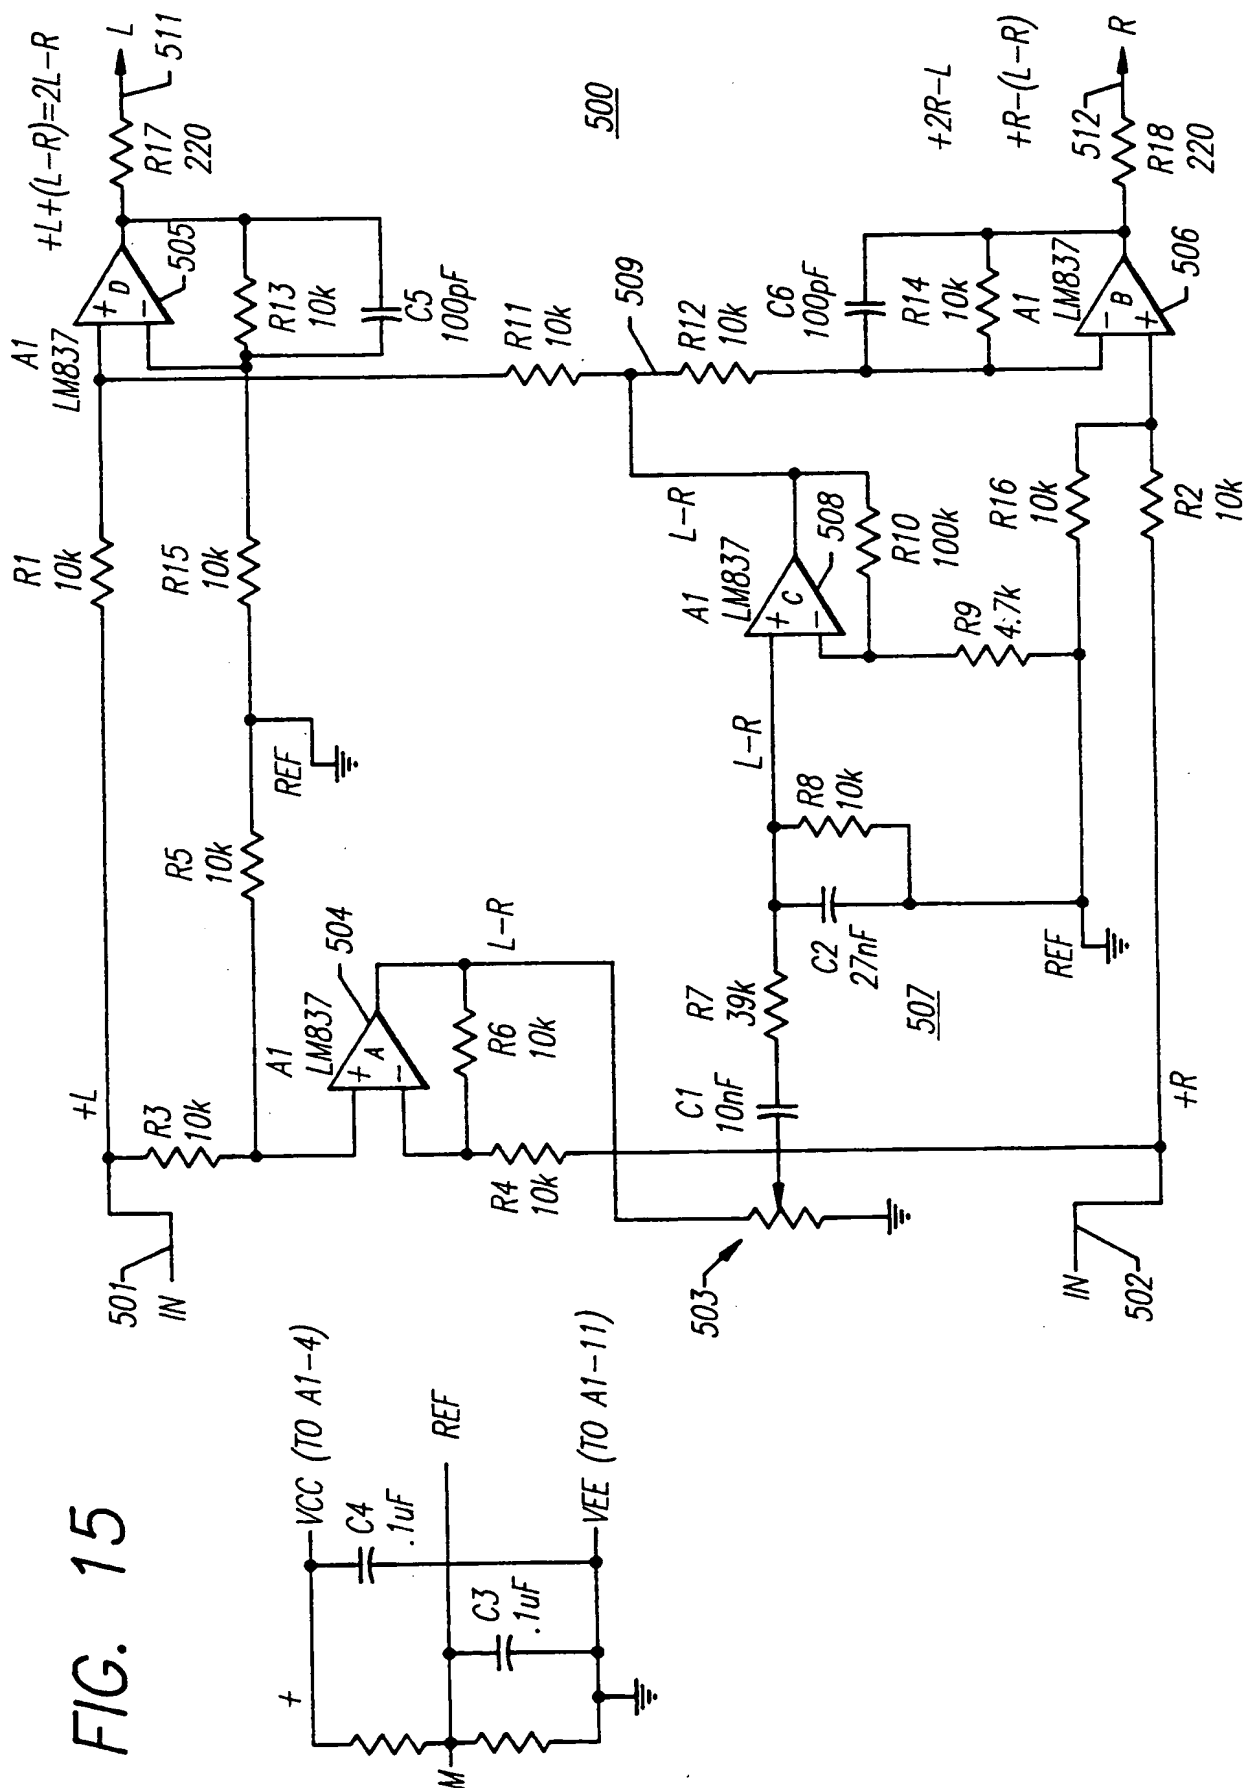 FIG. 15
+
M
VCC (TO A1-4)
C4
.1uF
REF
C3
.1uF
VEE (TO A1-11)
501
IN
+L
R3
10k
R1
10k
A1
LM837
+
-
D
505
+L+(L-R)=2L-R
R17
220
L
511
R5
10k
REF
R15
10k
R13
10k
C5
100pF
A1
LM837
+
-
A
504
L-R
R6
10k
R4
10k
500
R11
10k
509
R12
10k
503
C1
10nF
R7
39k
L-R
C2
27nF
R8
10k
507
REF
A1
LM837
+
-
C
508
L-R
R10
100k
R9
4.7k
C6
100pF
R14
10k
A1
LM837
-
+
B
506
+2R-L
+R-(L-R)
512
R18
220
R
R16
10k
R2
10k
IN
502
+R